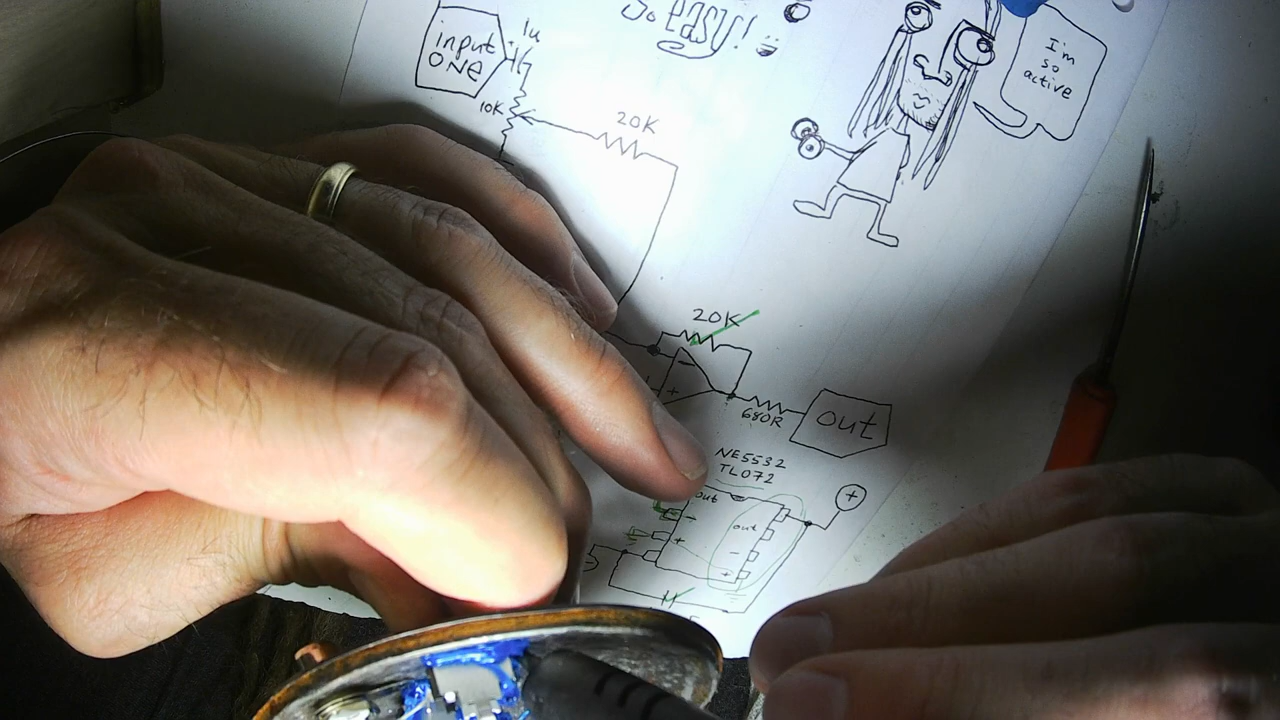 So EASY!
I'm
so
active
input
ONE
1u
10K
20K
20K
680R
out
NE5532
TL072
out
out
-
+
-
+
+
-
+